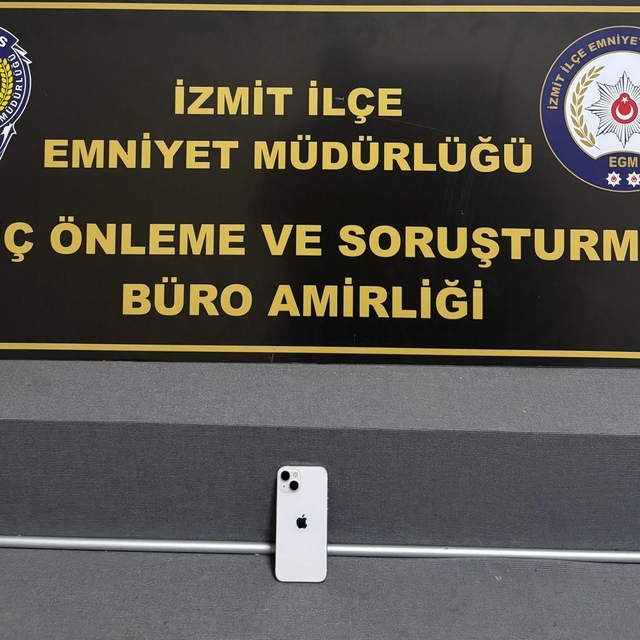 İZMİT İLÇE
EMNİYET MÜDÜRLÜĞÜ
Ç ÖNLEME VE SORUŞTURM
BÜRO AMİRLİĞİ
İZMİT İLÇE EMNİYET
EGM